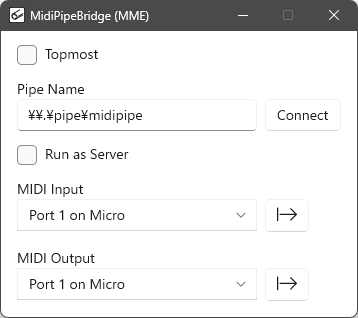 MidiPipeBridge (MME)
Topmost
Pipe Name
¥¥.¥pipe¥midipipe
Connect
Run as Server
MIDI Input
Port 1 on Micro
MIDI Output
Port 1 on Micro